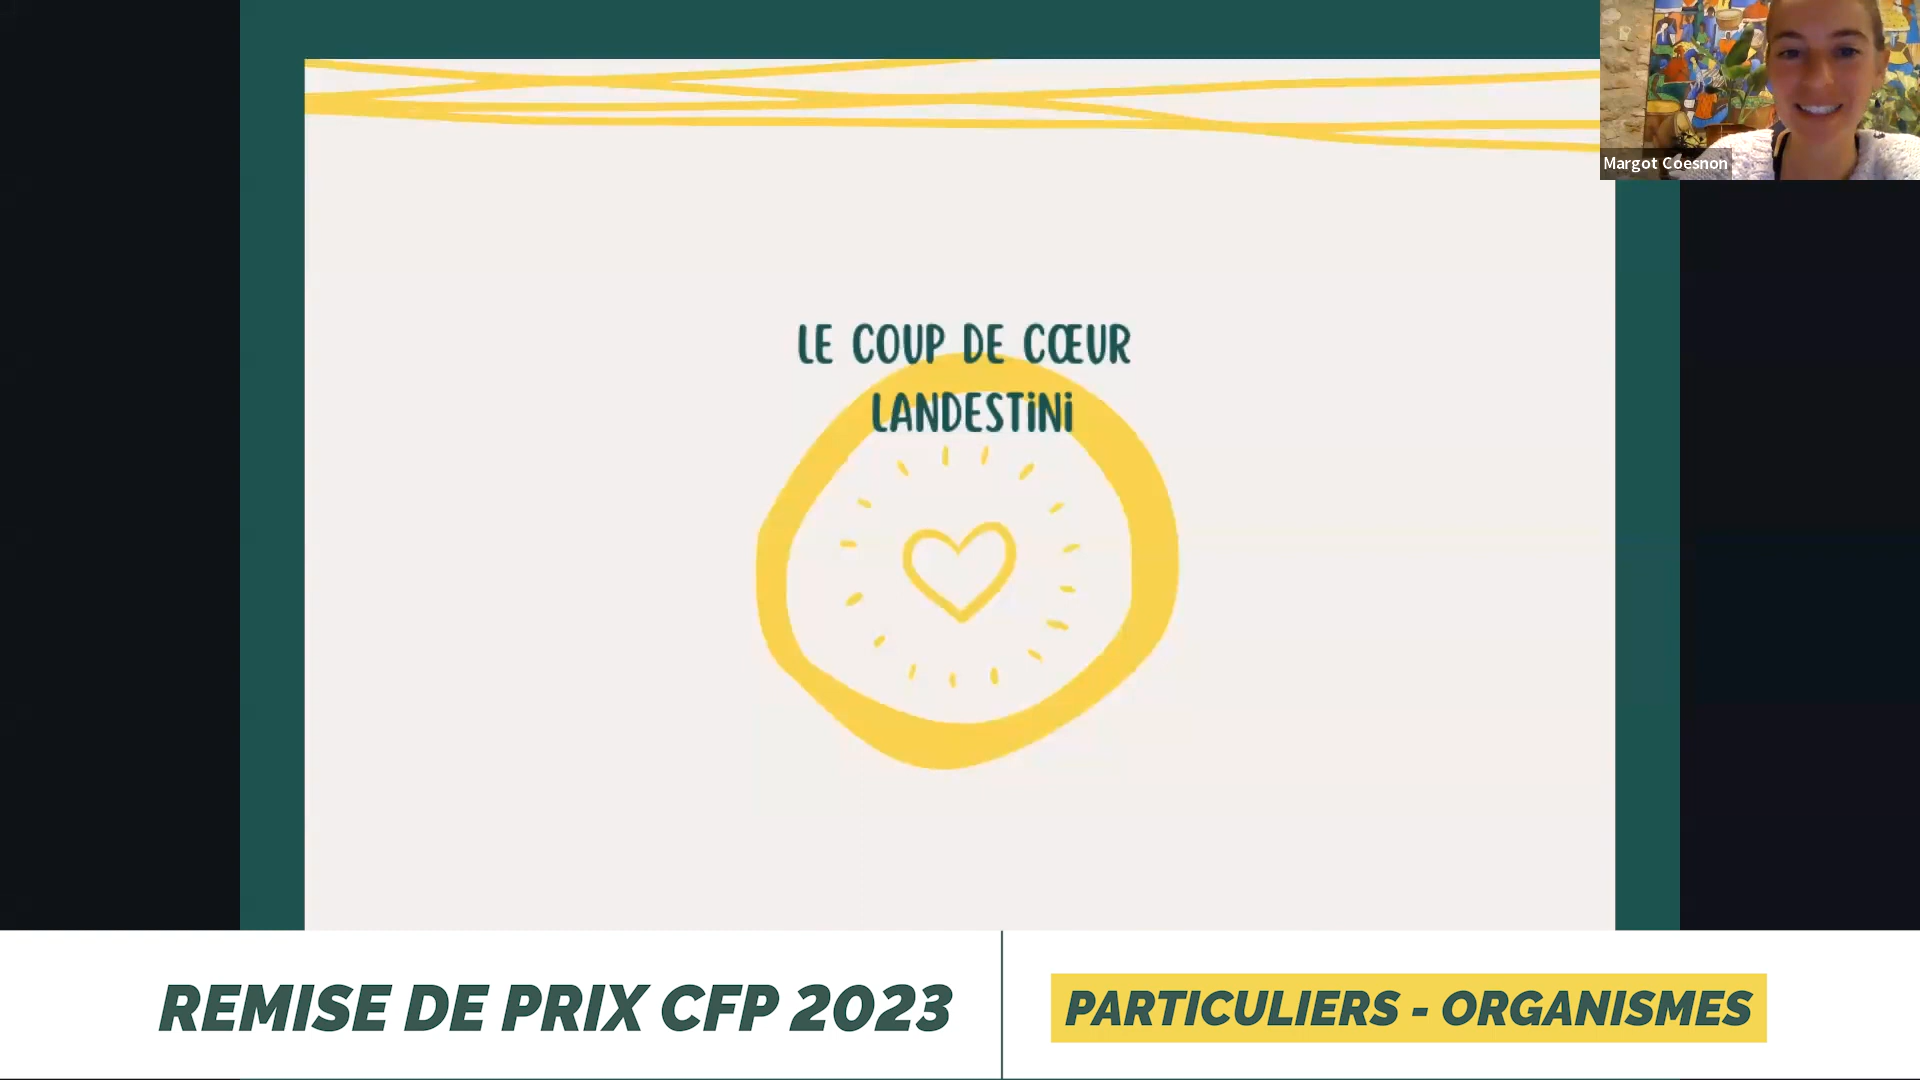 Margot Coesnon
LE COUP DE CŒUR
LANDESTiNi
REMISE DE PRIX CFP 2023
PARTICULIERS - ORGANISMES